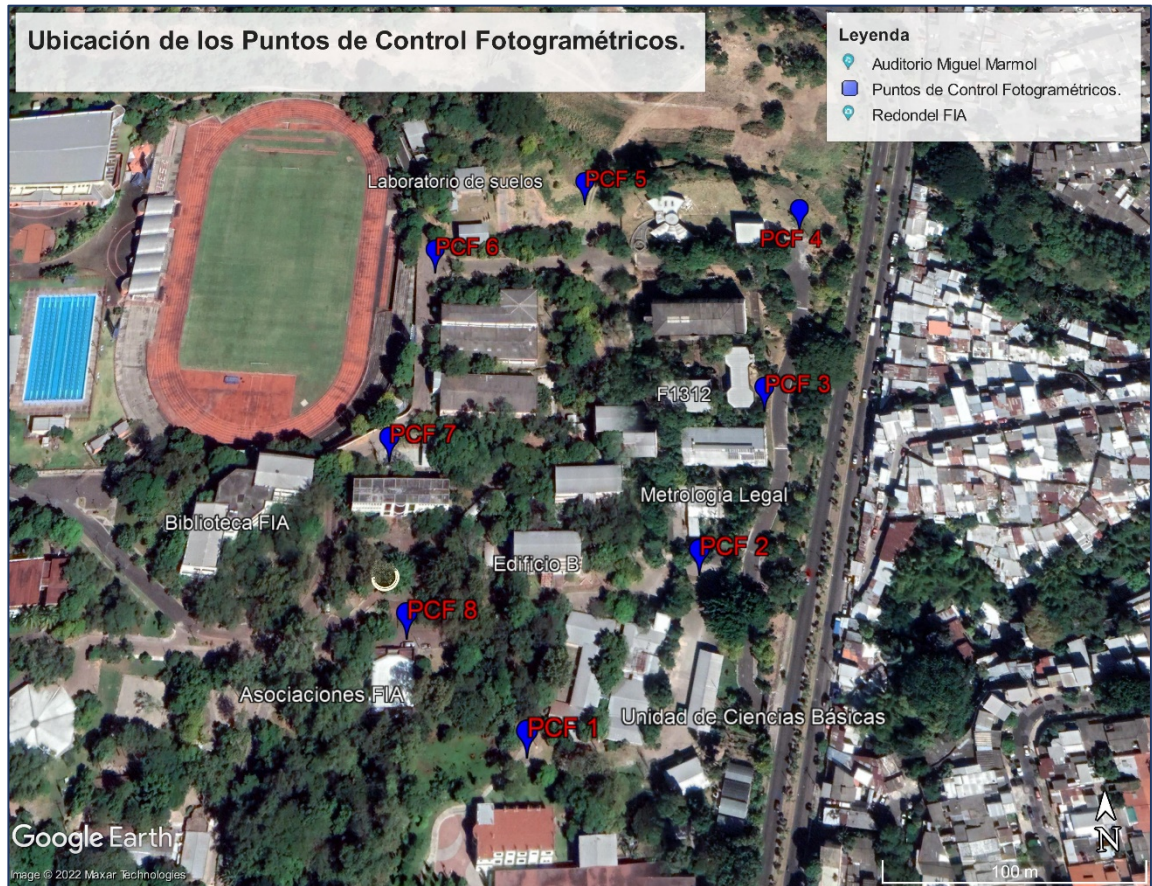 Ubicación de los Puntos de Control Fotogramétricos.
Leyenda
Auditorio Miguel Marmol
Puntos de Control Fotogramétricos.
Redondel FIA
Laboratorio de suelos
PCF 5
PCF 4
PCF 6
F1312
PCF 3
PCF 7
Metrología Legal
Biblioteca FIA
PCF 2
Edificio B
PCF 8
Asociaciones FIA
Unidad de Ciencias Básicas
PCF 1
Google Earth
Image © 2022 Maxar Technologies
N
100 m